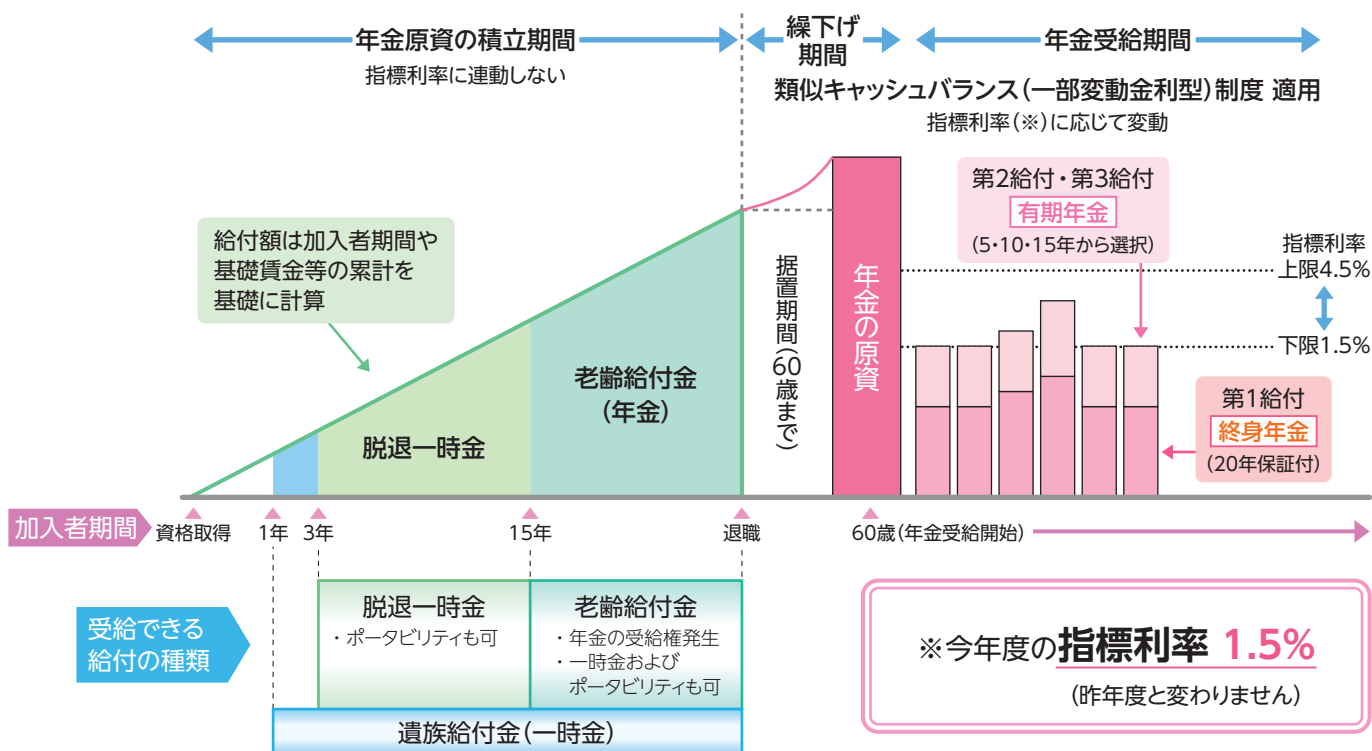 年金原資の積立期間
指標利率に連動しない
繰下げ
期間
年金受給期間
類似キャッシュバランス(一部変動金利型)制度 適用
指標利率(※)に応じて変動
給付額は加入者期間や
基礎賃金等の累計を
基礎に計算
第2給付・第3給付
有期年金
(5・10・15年から選択)
指標利率
上限4.5%
下限1.5%
据置期間(60歳まで)
年金の原資
老齢給付金
(年金)
脱退一時金
第1給付
終身年金
(20年保証付)
加入者期間
資格取得
1年
3年
15年
退職
60歳(年金受給開始)
受給できる
給付の種類
脱退一時金
・ポータビリティも可
老齢給付金
・年金の受給権発生
・一時金および
ポータビリティも可
遺族給付金(一時金)
※今年度の指標利率 1.5%
(昨年度と変わりません)